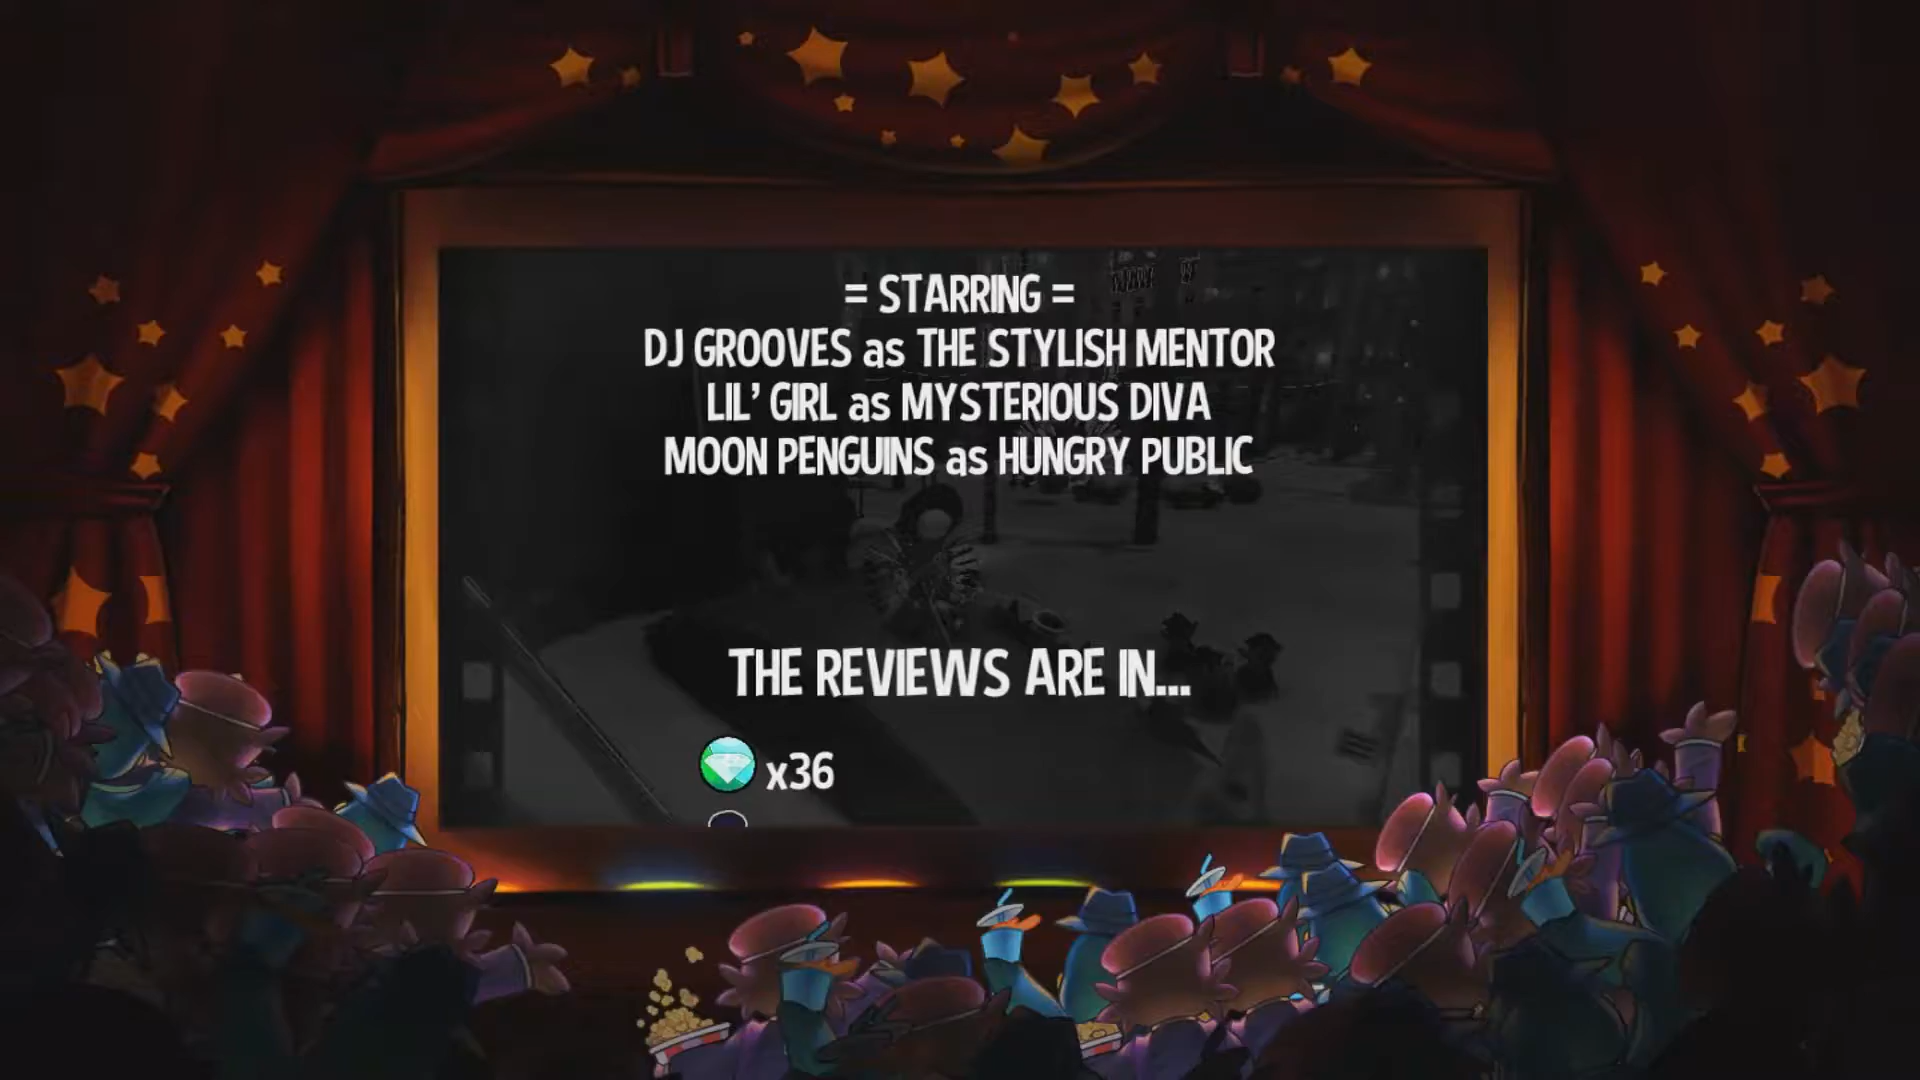 = STARRING =
DJ GROOVES as THE STYLISH MENTOR
LIL' GIRL as MYSTERIOUS DIVA
MOON PENGUINS as HUNGRY PUBLIC
THE REVIEWS ARE IN...
x36